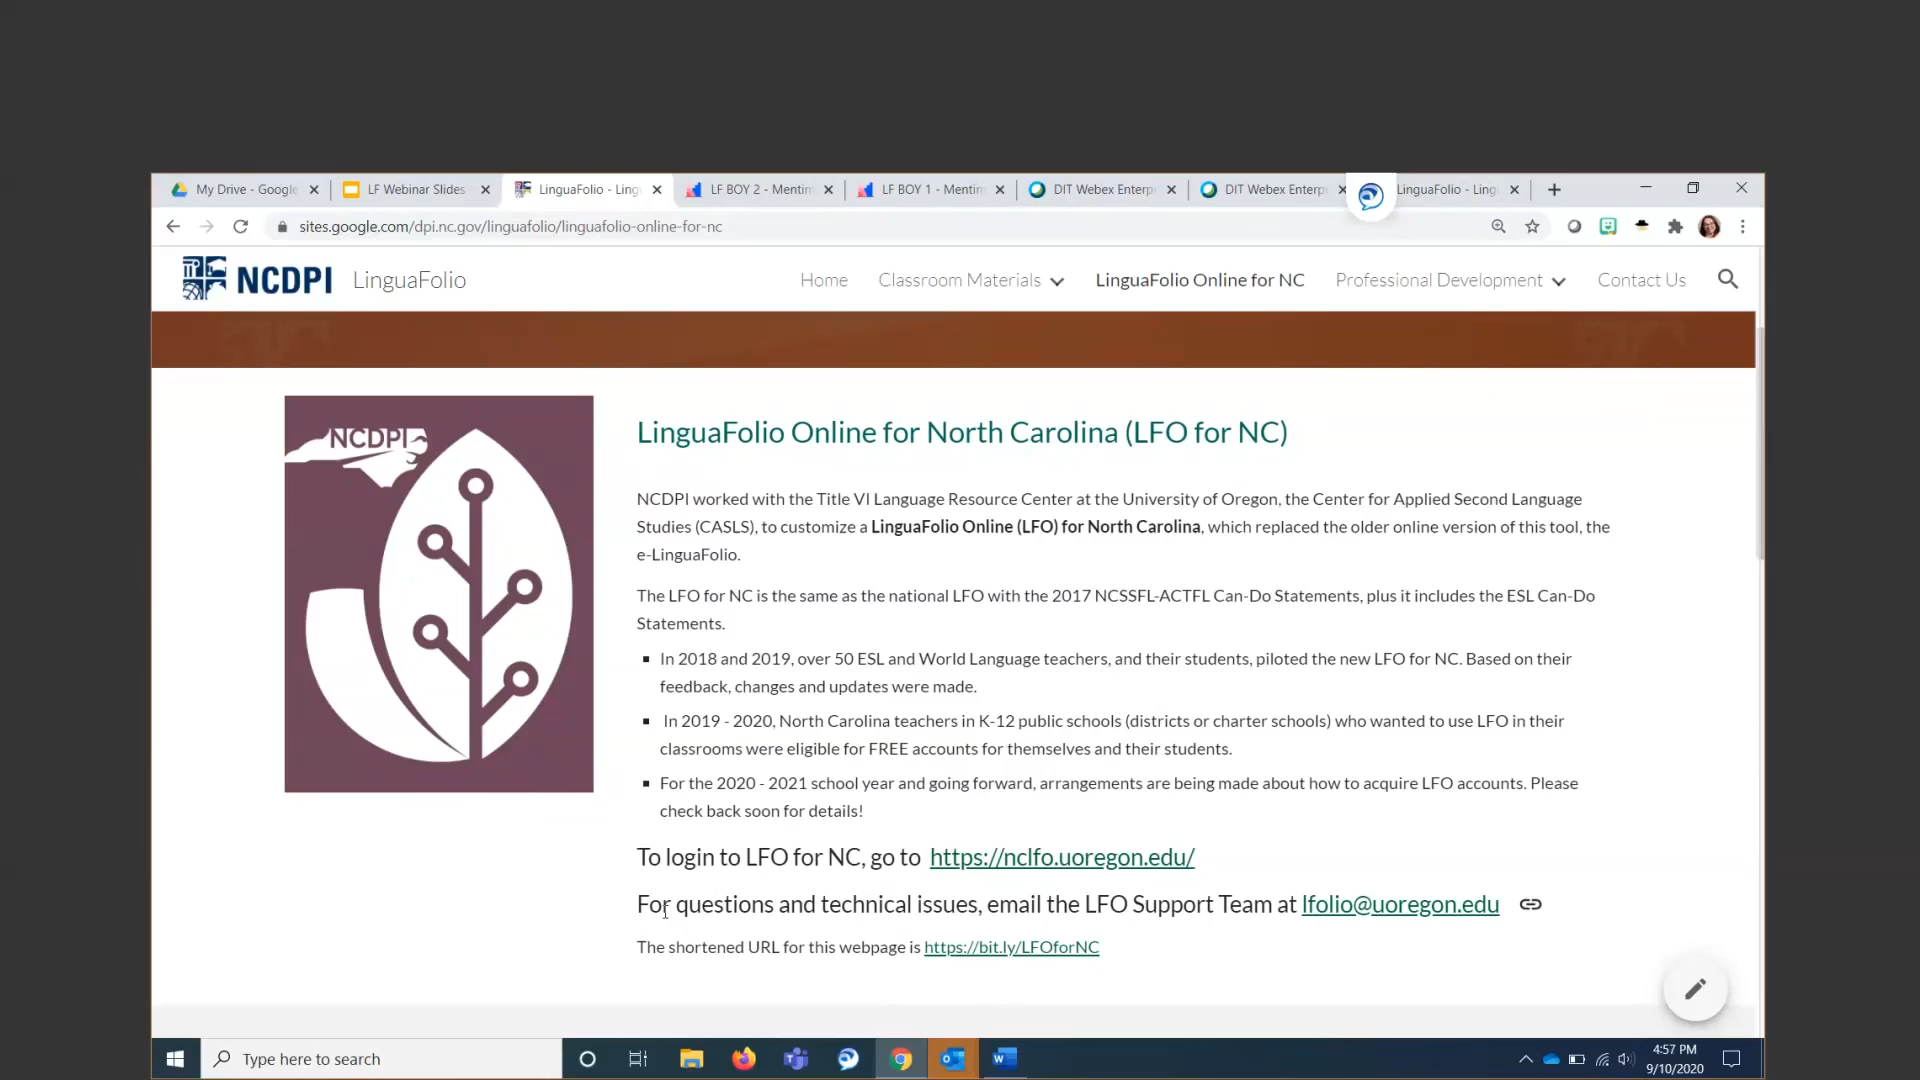 My Drive - Google
LF Webinar Slides
LinguaFolio - Ling
LF BOY 2 - Mentim
LF BOY 1 - Mentim
DIT Webex Enterp
DIT Webex Enterp
LinguaFolio - Ling
sites.google.com/dpi.nc.gov/linguafolio/linguafolio-online-for-nc
NCDPI LinguaFolio
Home Classroom Materials LinguaFolio Online for NC Professional Development Contact Us
NCDPI
LinguaFolio Online for North Carolina (LFO for NC)
NCDPI worked with the Title VI Language Resource Center at the University of Oregon, the Center for Applied Second Language
Studies (CASLS), to customize a LinguaFolio Online (LFO) for North Carolina, which replaced the older online version of this tool, the
e-LinguaFolio.
The LFO for NC is the same as the national LFO with the 2017 NCSSFL-ACTFL Can-Do Statements, plus it includes the ESL Can-Do
Statements.
▪ In 2018 and 2019, over 50 ESL and World Language teachers, and their students, piloted the new LFO for NC. Based on their
feedback, changes and updates were made.
▪ In 2019 - 2020, North Carolina teachers in K-12 public schools (districts or charter schools) who wanted to use LFO in their
classrooms were eligible for FREE accounts for themselves and their students.
▪ For the 2020 - 2021 school year and going forward, arrangements are being made about how to acquire LFO accounts. Please
check back soon for details!
To login to LFO for NC, go to https://nclfo.uoregon.edu/
For questions and technical issues, email the LFO Support Team at lfolio@uoregon.edu
The shortened URL for this webpage is https://bit.ly/LFOforNC
Type here to search
4:57 PM
9/10/2020